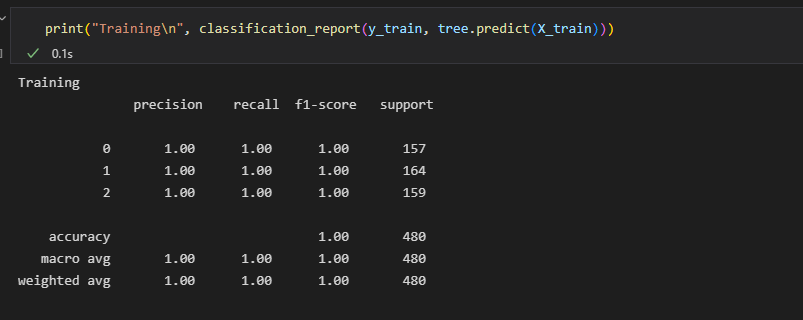 print("Training\n", classification_report(y_train, tree.predict(X_train)))
0.1s
Training
precision recall f1-score support
0 1.00 1.00 1.00 157
1 1.00 1.00 1.00 164
2 1.00 1.00 1.00 159
accuracy 1.00 480
macro avg 1.00 1.00 1.00 480
weighted avg 1.00 1.00 1.00 480